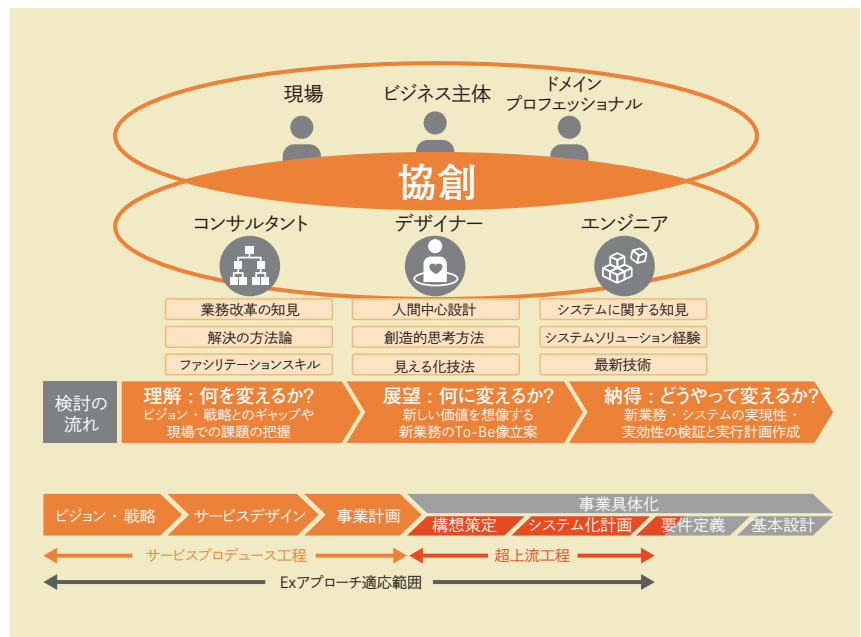 現場
ビジネス主体
ドメイン
プロフェッショナル
協創
コンサルタント
デザイナー
エンジニア
業務改革の知見
人間中心設計
システムに関する知見
解決の方法論
創造的思考方法
システムソリューション経験
ファシリテーションスキル
見える化技法
最新技術
検討の
流れ
理解：何を変えるか?
ビジョン・戦略とのギャップや
現場での課題の把握
展望：何に変えるか?
新しい価値を想像する
新業務のTo-Be像立案
納得：どうやって変えるか?
新業務・システムの実現性・
実効性の検証と実行計画作成
ビジョン・戦略
サービスデザイン
事業計画
事業具体化
構想策定
システム化計画
要件定義
基本設計
サービスプロデュース工程
超上流工程
Exアプローチ適応範囲